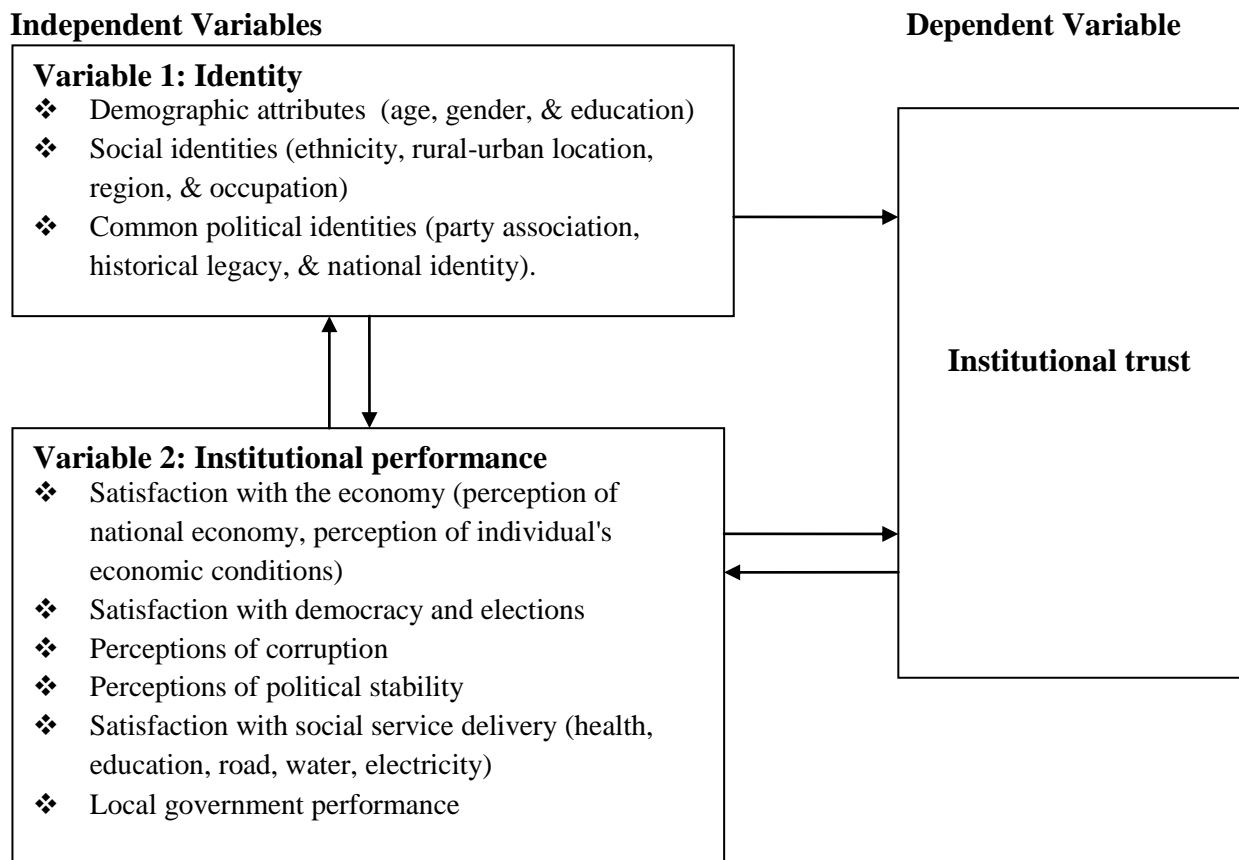 Independent Variables
Dependent Variable
Variable 1: Identity
❖ Demographic attributes (age, gender, & education)
❖ Social identities (ethnicity, rural-urban location,
region, & occupation)
❖ Common political identities (party association,
historical legacy, & national identity).
Institutional trust
Variable 2: Institutional performance
❖ Satisfaction with the economy (perception of
national economy, perception of individual's
economic conditions)
❖ Satisfaction with democracy and elections
❖ Perceptions of corruption
❖ Perceptions of political stability
❖ Satisfaction with social service delivery (health,
education, road, water, electricity)
❖ Local government performance